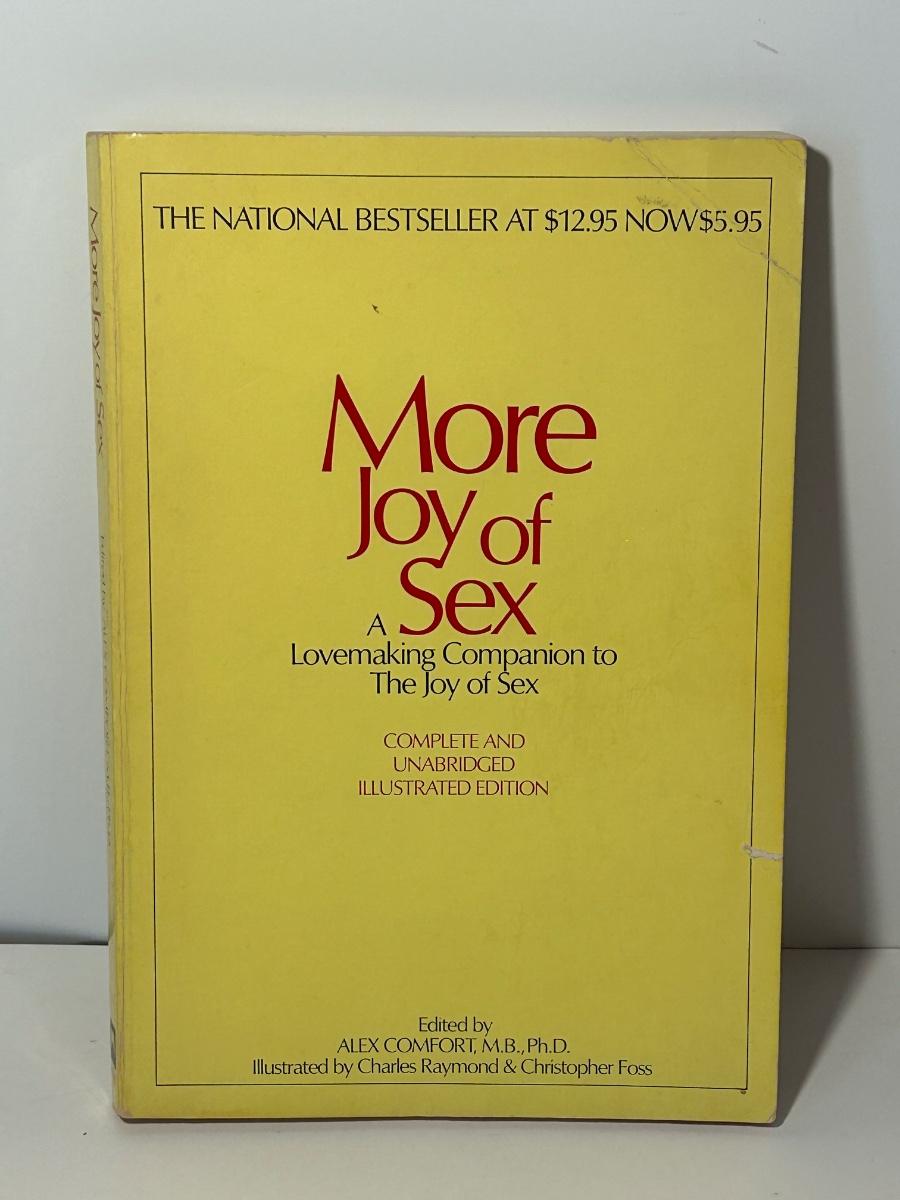 THE NATIONAL BESTSELLER AT $12.95 NOW $5.95
More
Joy of
Sex
A
Lovemaking Companion to
The Joy of Sex
COMPLETE AND
UNABRIDGED
ILLUSTRATED EDITION
Edited by
ALEX COMFORT, M.B., Ph.D.
Illustrated by Charles Raymond & Christopher Foss
More Joy of Sex